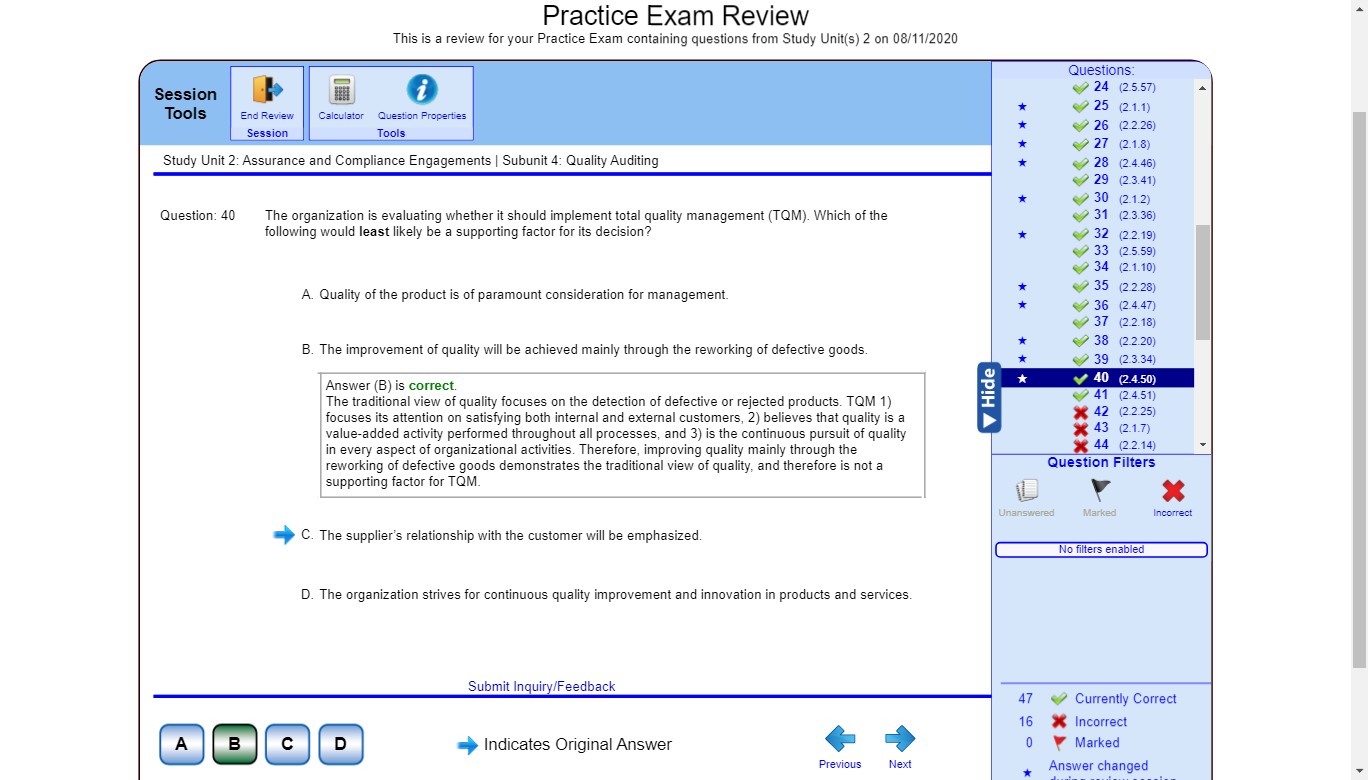 Practice Exam Review
This is a review for your Practice Exam containing questions from Study Unit(s) 2 on 08/11/2020
Session
Tools
End Review
Session
Calculator
Question Properties
Tools
Study Unit 2: Assurance and Compliance Engagements | Subunit 4: Quality Auditing
Question: 40
The organization is evaluating whether it should implement total quality management (TQM). Which of the
following would least likely be a supporting factor for its decision?
A. Quality of the product is of paramount consideration for management.
B. The improvement of quality will be achieved mainly through the reworking of defective goods.
Answer (B) is correct.
The traditional view of quality focuses on the detection of defective or rejected products. TQM 1)
focuses its attention on satisfying both internal and external customers, 2) believes that quality is a
value-added activity performed throughout all processes, and 3) is the continuous pursuit of quality
in every aspect of organizational activities. Therefore, improving quality mainly through the
reworking of defective goods demonstrates the traditional view of quality, and therefore is not a
supporting factor for TQM.
C. The supplier's relationship with the customer will be emphasized.
D. The organization strives for continuous quality improvement and innovation in products and services.
Submit Inquiry/Feedback
A
B
C
D
Indicates Original Answer
Previous
Next
Hide
Questions:
24 (2.5.57)
25 (2.1.1)
26 (2.2.26)
27 (2.1.8)
28 (2.4.46)
29 (2.3.41)
30 (2.1.2)
31 (2.3.36)
32 (2.2.19)
33 (2.5.59)
34 (2.1.10)
35 (2.2.28)
36 (2.4.47)
37 (2.2.18)
38 (2.2.20)
39 (2.3.34)
40 (2.4.50)
41 (2.4.51)
42 (2.2.25)
43 (2.1.7)
44 (2.2.14)
Question Filters
Unanswered
Marked
Incorrect
No filters enabled
47 Currently Correct
16 Incorrect
0 Marked
Answer changed
during review session